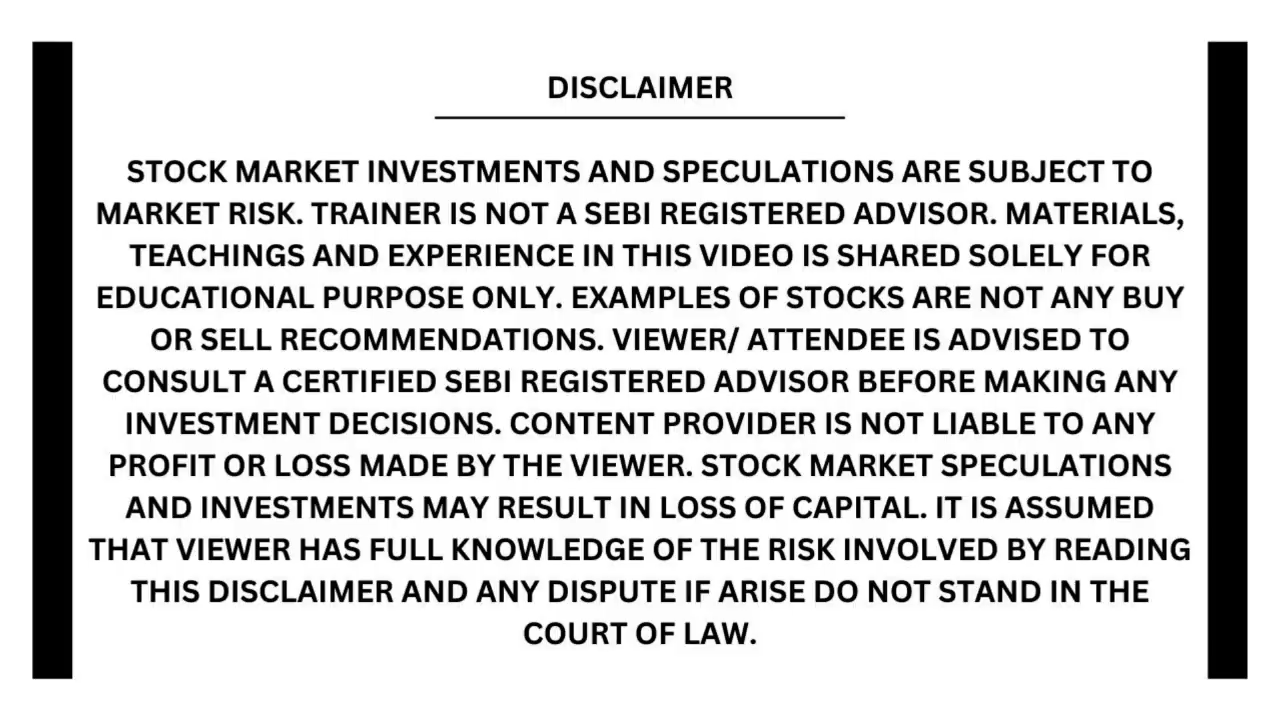 DISCLAIMER
STOCK MARKET INVESTMENTS AND SPECULATIONS ARE SUBJECT TO
MARKET RISK. TRAINER IS NOT A SEBI REGISTERED ADVISOR. MATERIALS,
TEACHINGS AND EXPERIENCE IN THIS VIDEO IS SHARED SOLELY FOR
EDUCATIONAL PURPOSE ONLY. EXAMPLES OF STOCKS ARE NOT ANY BUY
OR SELL RECOMMENDATIONS. VIEWER/ ATTENDEE IS ADVISED TO
CONSULT A CERTIFIED SEBI REGISTERED ADVISOR BEFORE MAKING ANY
INVESTMENT DECISIONS. CONTENT PROVIDER IS NOT LIABLE TO ANY
PROFIT OR LOSS MADE BY THE VIEWER. STOCK MARKET SPECULATIONS
AND INVESTMENTS MAY RESULT IN LOSS OF CAPITAL. IT IS ASSUMED
THAT VIEWER HAS FULL KNOWLEDGE OF THE RISK INVOLVED BY READING
THIS DISCLAIMER AND ANY DISPUTE IF ARISE DO NOT STAND IN THE
COURT OF LAW.